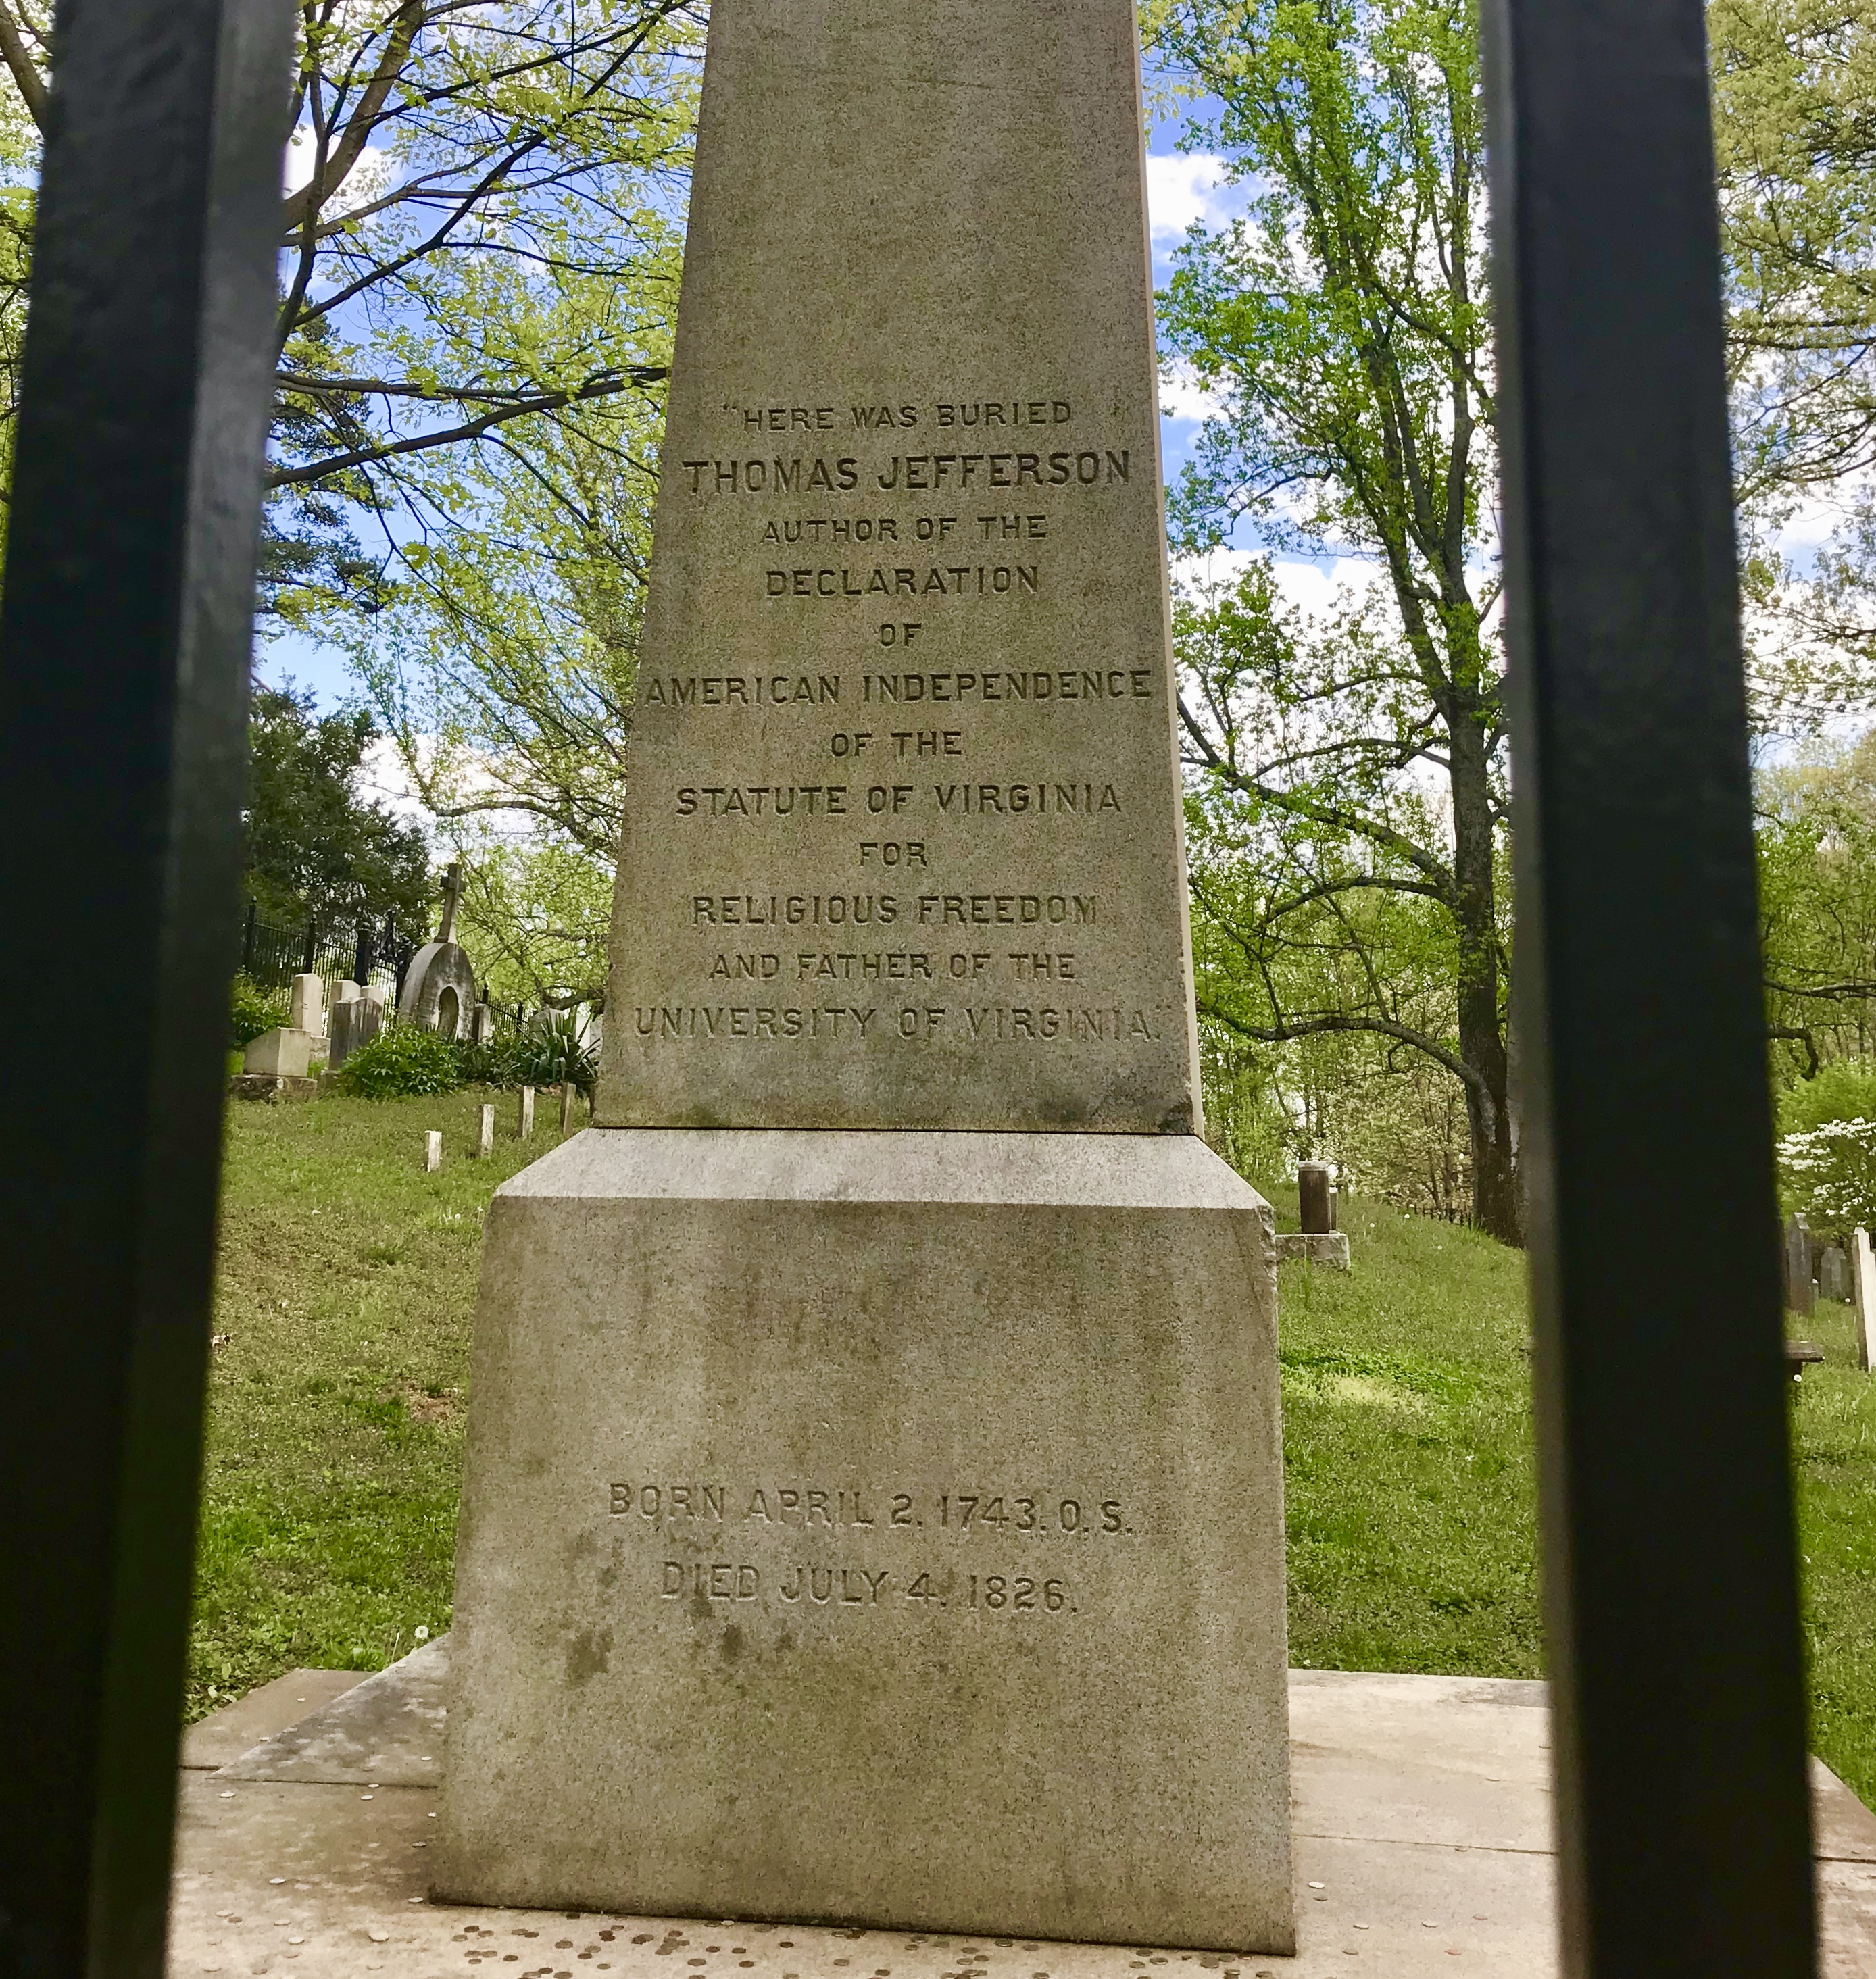 "HERE WAS BURIED
THOMAS JEFFERSON
AUTHOR OF THE
DECLARATION
OF
AMERICAN INDEPENDENCE
OF THE
STATUTE OF VIRGINIA
FOR
RELIGIOUS FREEDOM
AND FATHER OF THE
UNIVERSITY OF VIRGINIA."
BORN APRIL 2. 1743. O. S.
DIED JULY 4. 1826.